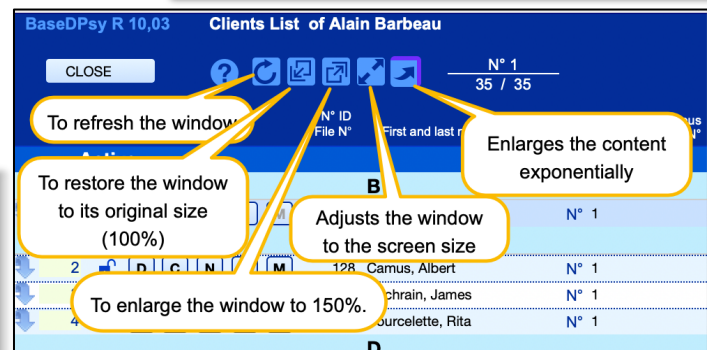 BaseDPsy R 10,03 Clients List of Alain Barbeau
CLOSE
?
N° 1
35 / 35
To refresh the window
N° ID
File N°
First and last
Enlarges the content
exponentially
To restore the window
to its original size
(100%)
B
M
N° 1
Adjusts the window
to the screen size
2 D C N M 128 Camus, Albert N° 1
To enlarge the window to 150%.
James N° 1
4 Rita N° 1